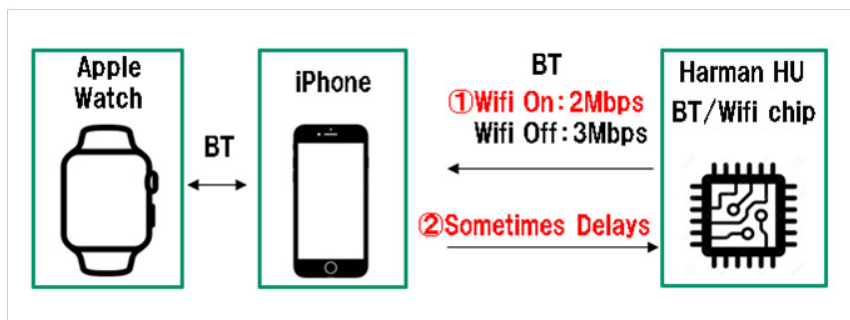 Apple
Watch
BT
iPhone
BT
①Wifi On:2Mbps
Wifi Off:3Mbps
②Sometimes Delays
Harman HU
BT/Wifi chip